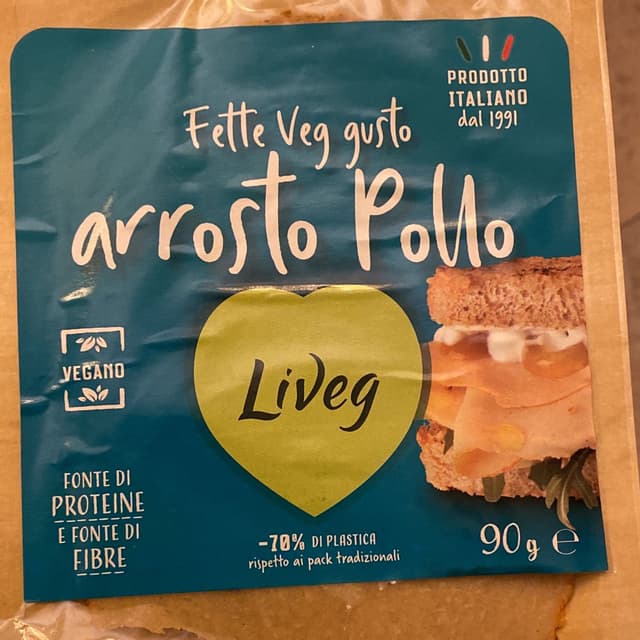 PRODOTTO
ITALIANO
dal 1991
Fette Veg gusto
arrosto Pollo
VEGANO
Liveg
FONTE DI
PROTEINE
E FONTE DI
FIBRE
-70% DI PLASTICA
rispetto ai pack tradizionali
90g e